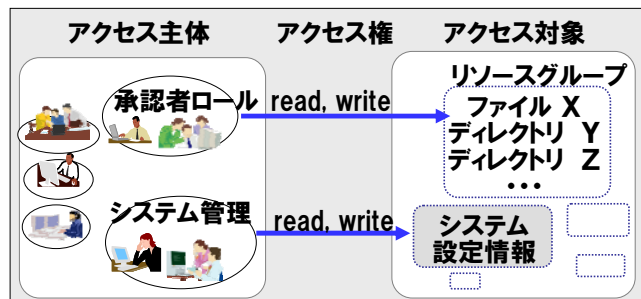 アクセス主体 アクセス権 アクセス対象
リソースグループ
承認者ロール read, write ファイル X
ディレクトリ Y
ディレクトリ Z
•••
システム管理 read, write システム
設定情報